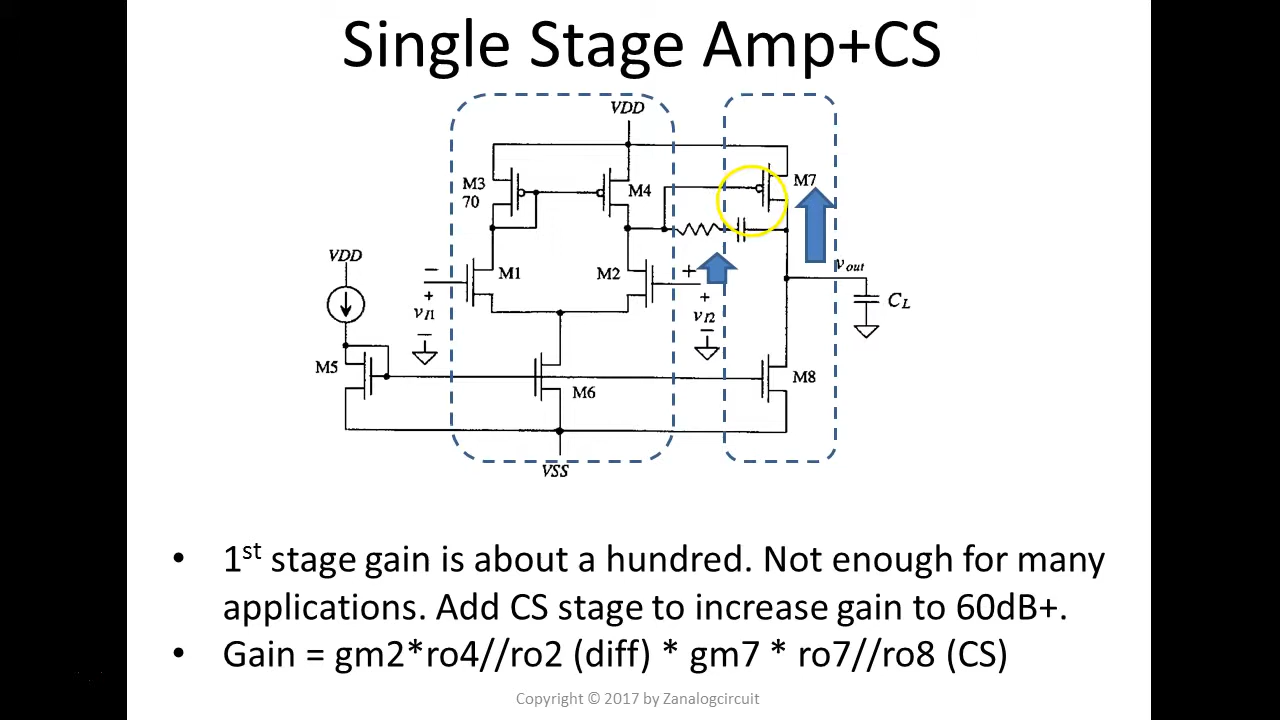 Single Stage Amp+CS
VDD
M3
70
M4
M7
VDD
−
M1
M2
+
vout
+
vI1
−
+
vI2
−
CL
M5
M6
M8
VSS
• 1st stage gain is about a hundred. Not enough for many
applications. Add CS stage to increase gain to 60dB+.
• Gain = gm2*ro4//ro2 (diff) * gm7 * ro7//ro8 (CS)
Copyright © 2017 by Zanalogcircuit